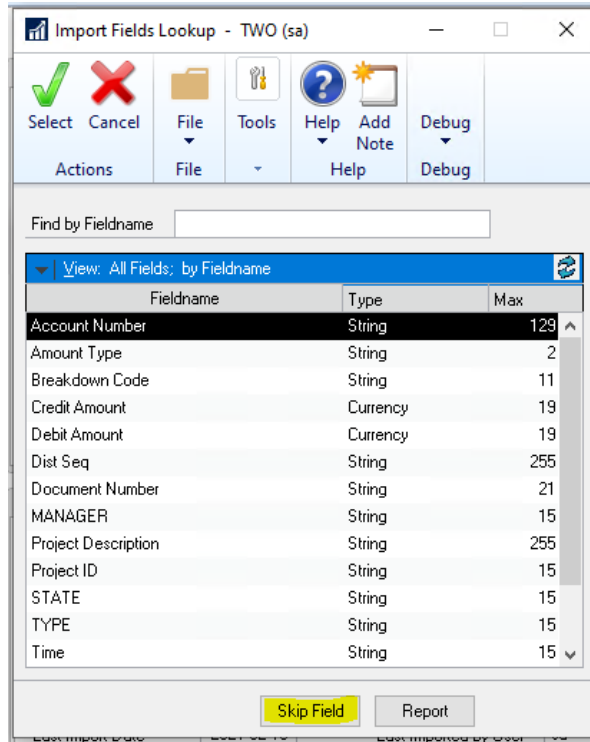 Import Fields Lookup - TWO (sa)
Select Cancel File Tools Help Add Note Debug
Actions File Help Debug
Find by Fieldname
View: All Fields; by Fieldname
Fieldname Type Max
Account Number String 129
Amount Type String 2
Breakdown Code String 11
Credit Amount Currency 19
Debit Amount Currency 19
Dist Seq String 255
Document Number String 21
MANAGER String 15
Project Description String 255
Project ID String 15
STATE String 15
TYPE String 15
Time String 15
Skip Field Report